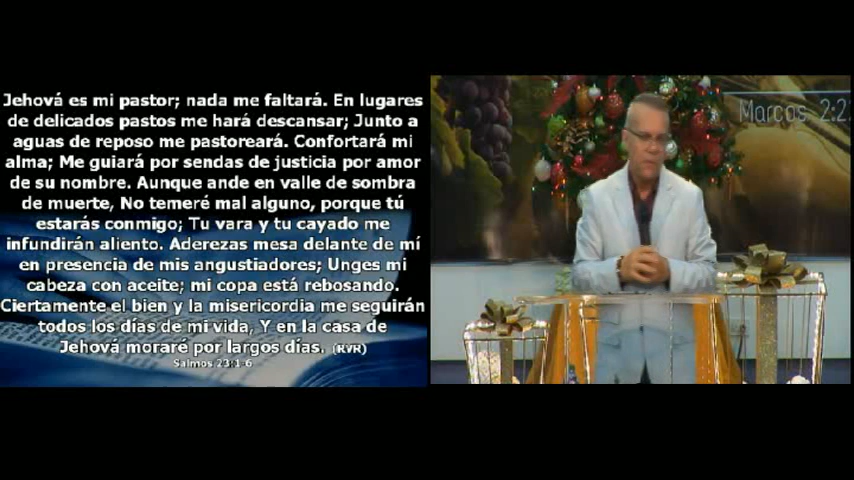 Jehová es mi pastor; nada me faltará. En lugares
de delicados pastos me hará descansar; Junto a
aguas de reposo me pastoreará. Confortará mi
alma; Me guiará por sendas de justicia por amor
de su nombre. Aunque ande en valle de sombra
de muerte, No temeré mal alguno, porque tú
estarás conmigo; Tu vara y tu cayado me
infundirán aliento. Aderezas mesa delante de mí
en presencia de mis angustiadores; Unges mi
cabeza con aceite; mi copa está rebosando.
Ciertamente el bien y la misericordia me seguirán
todos los días de mi vida, Y en la casa de
Jehová moraré por largos días. (RVR)
Salmos 23:1-6
Marcos 2:2